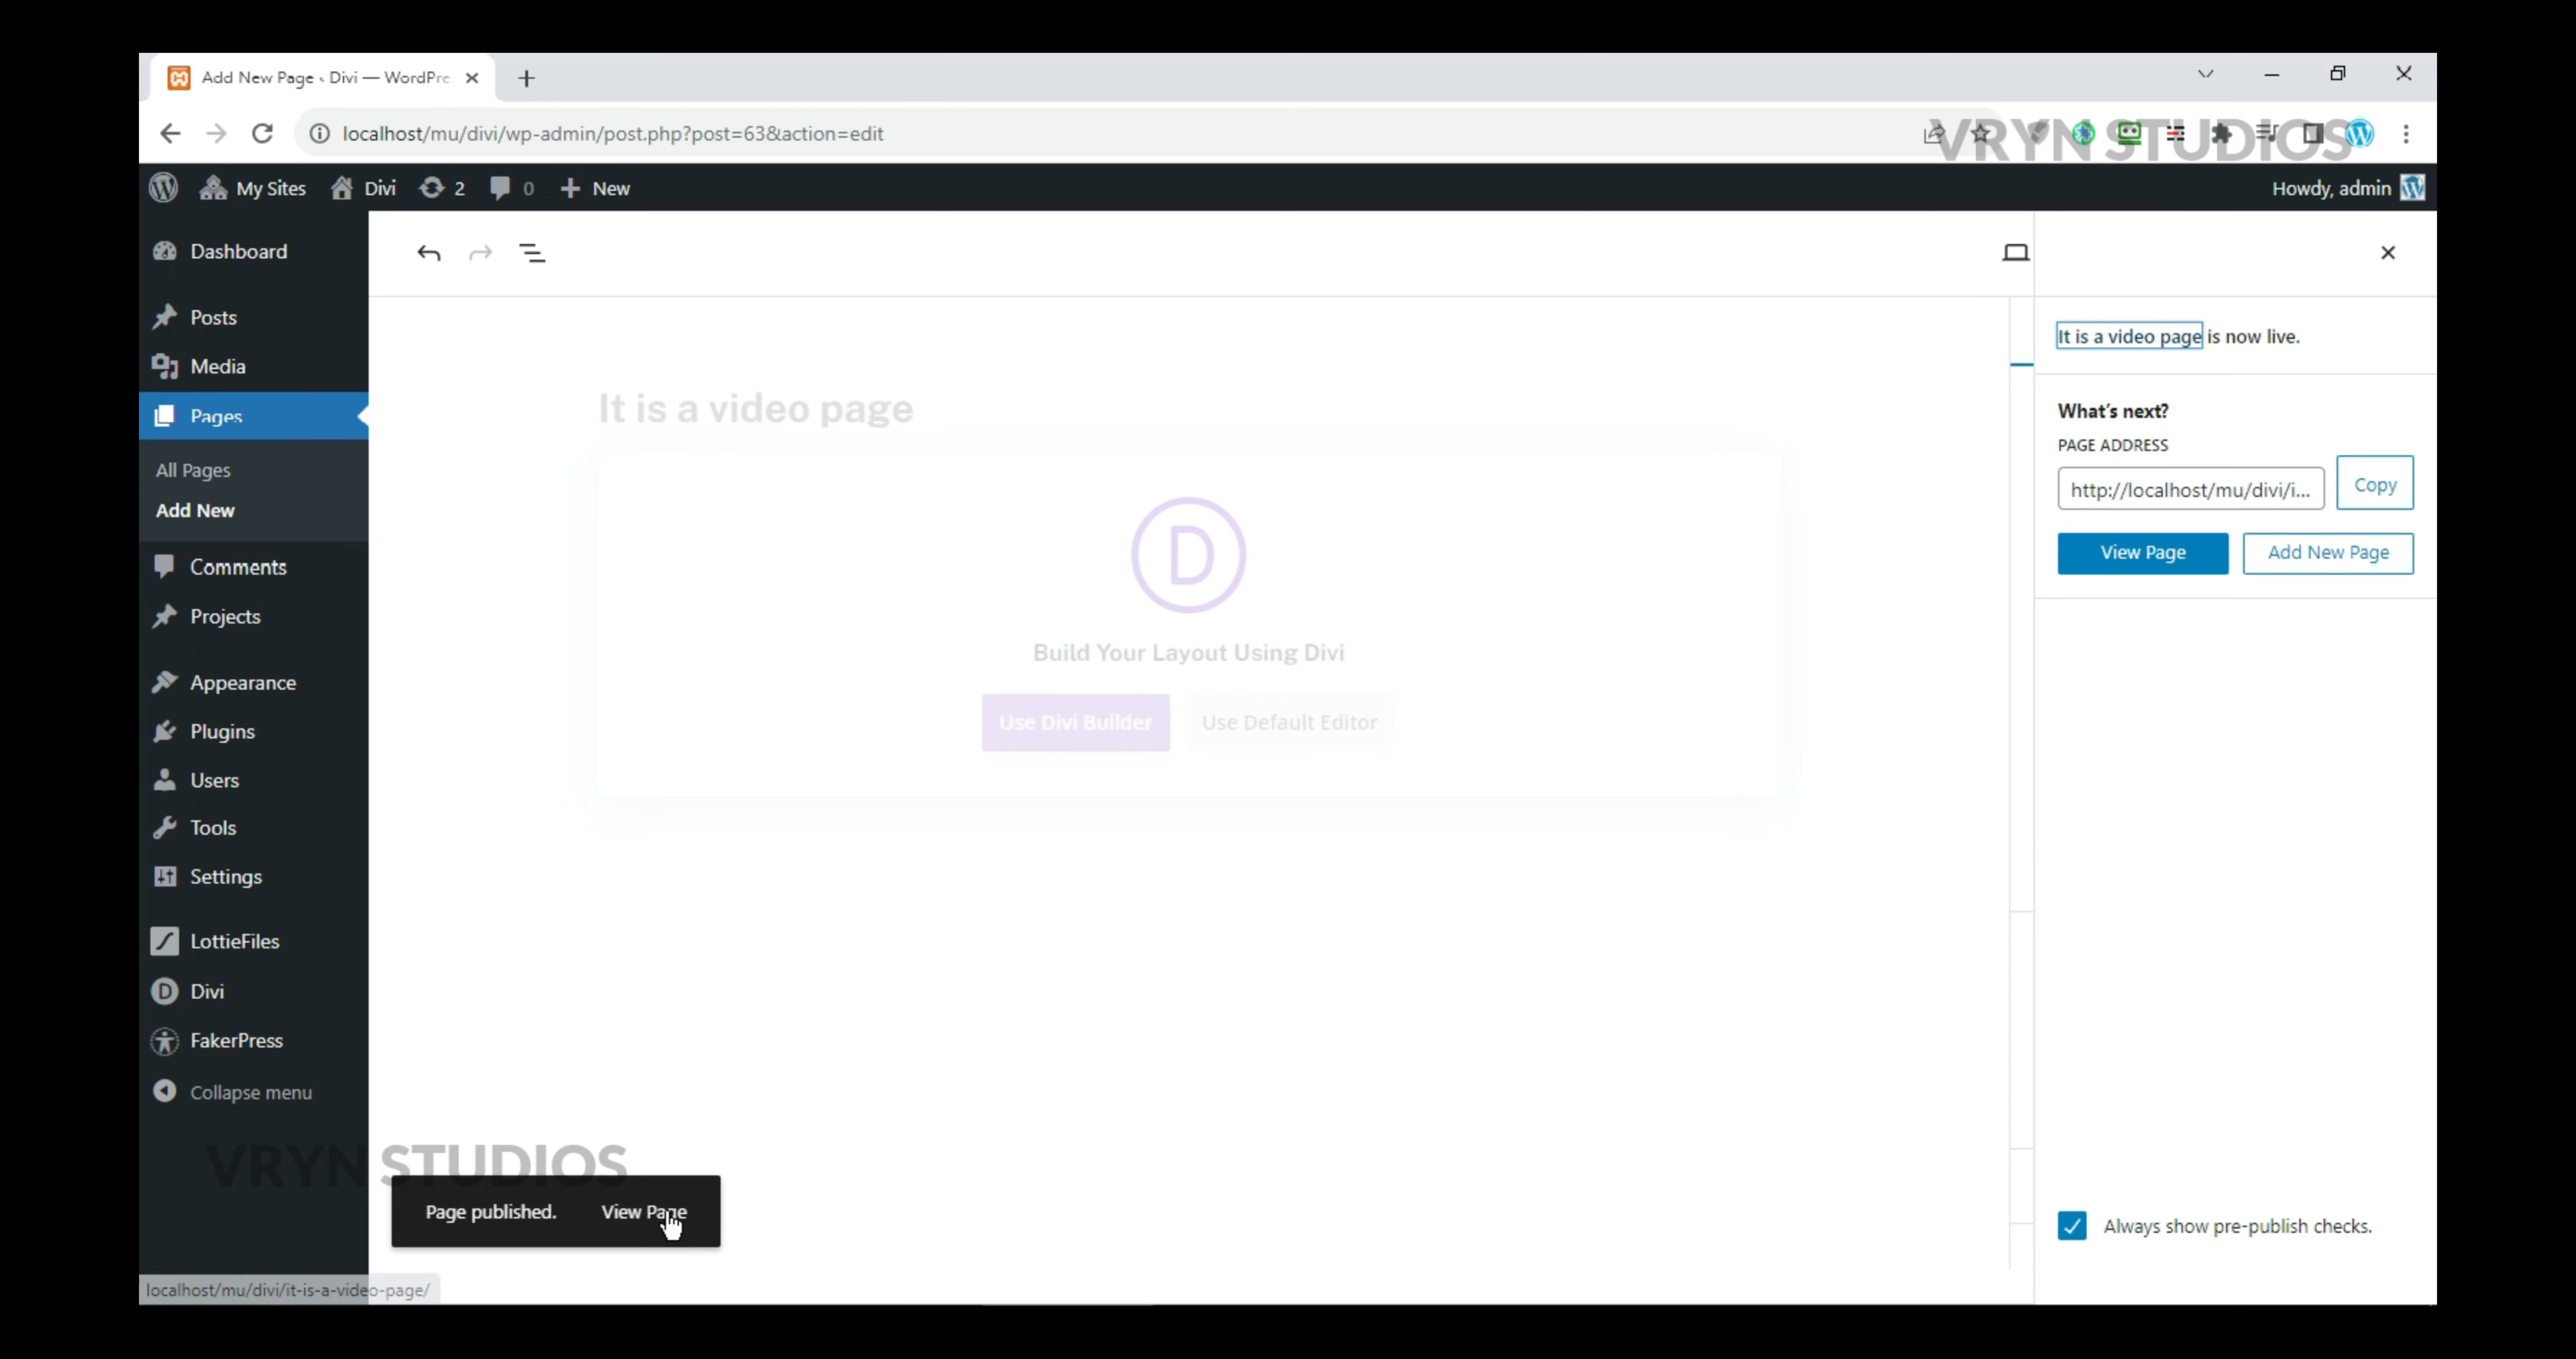 Add New Page ‹ Divi — WordPre
localhost/mu/divi/wp-admin/post.php?post=63&action=edit
VRYN STUDIOS
My Sites
Divi
2
0
New
Howdy, admin
Dashboard
Posts
Media
Pages
All Pages
Add New
Comments
Projects
Appearance
Plugins
Users
Tools
Settings
LottieFiles
Divi
FakerPress
Collapse menu
It is a video page
D
Build Your Layout Using Divi
Use Divi Builder
Use Default Editor
It is a video page is now live.
What's next?
PAGE ADDRESS
http://localhost/mu/divi/i...
Copy
View Page
Add New Page
Always show pre-publish checks.
VRYN STUDIOS
Page published.
View Page
localhost/mu/divi/it-is-a-video-page/